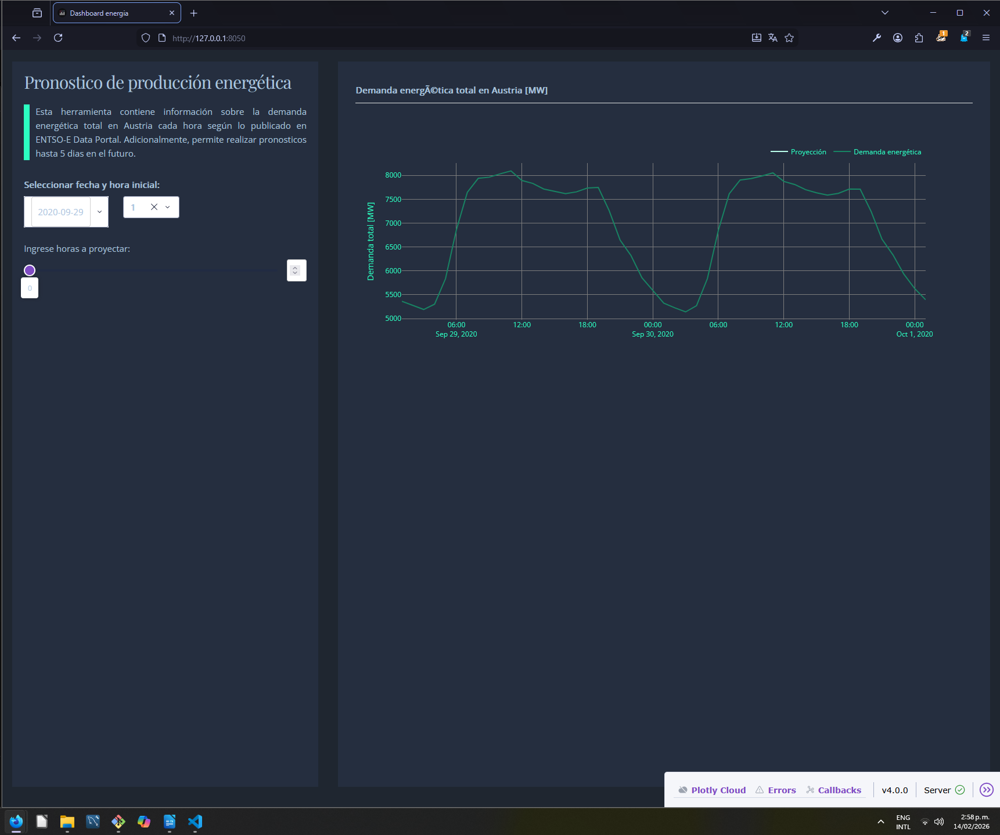 Dashboard energia
http://127.0.0.1:8050
1
2
Pronostico de producción energética
Esta herramienta contiene información sobre la demanda
energética total en Austria cada hora según lo publicado en
ENTSO-E Data Portal. Adicionalmente, permite realizar pronosticos
hasta 5 dias en el futuro.
Seleccionar fecha y hora inicial:
2020-09-29
1
Ingrese horas a proyectar:
0
Demanda energÃ©tica total en Austria [MW]
Proyección
Demanda energética
Demanda total [MW]
8000
7500
7000
6500
6000
5500
5000
06:00 12:00 18:00 00:00 06:00 12:00 18:00 00:00
Sep 29, 2020 Sep 30, 2020 Oct 1, 2020
Plotly Cloud Errors Callbacks v4.0.0 Server
ENG
INTL
2:58 p. m.
14/02/2026